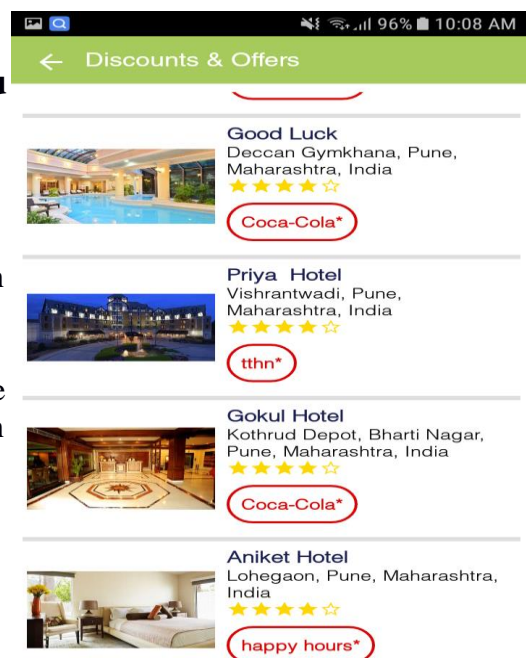 96% 10:08 AM
Discounts & Offers
Good Luck
Deccan Gymkhana, Pune,
Maharashtra, India
Coca-Cola*
Priya Hotel
Vishrantwadi, Pune,
Maharashtra, India
tthn*
Gokul Hotel
Kothrud Depot, Bharti Nagar,
Pune, Maharashtra, India
Coca-Cola*
Aniket Hotel
Lohegaon, Pune, Maharashtra,
India
happy hours*